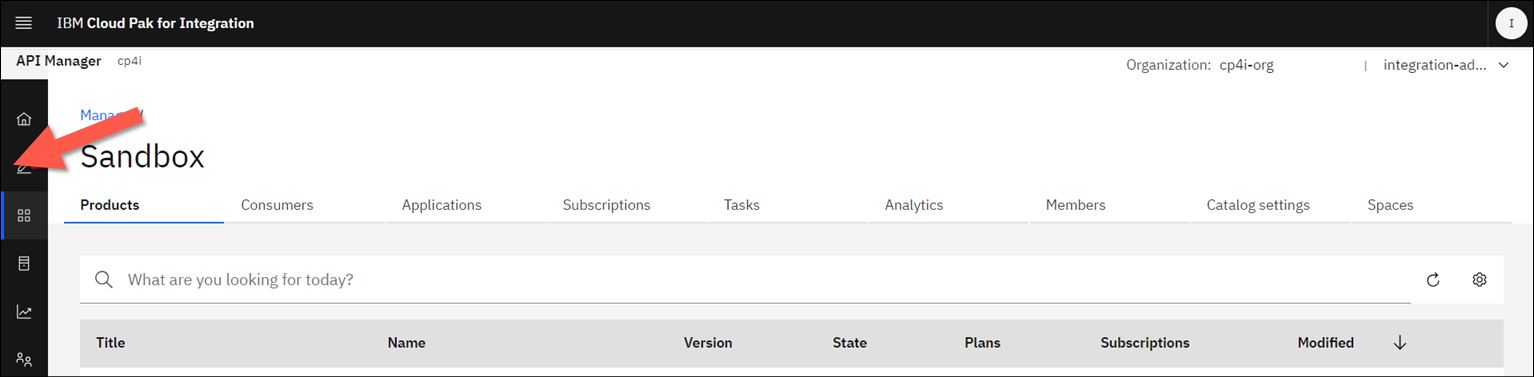 IBM Cloud Pak for Integration
I
API Manager cp4i
Organization: cp4i-org | integration-ad...
Manage /
Sandbox
Products Consumers Applications Subscriptions Tasks Analytics Members Catalog settings Spaces
What are you looking for today?
Title Name Version State Plans Subscriptions Modified